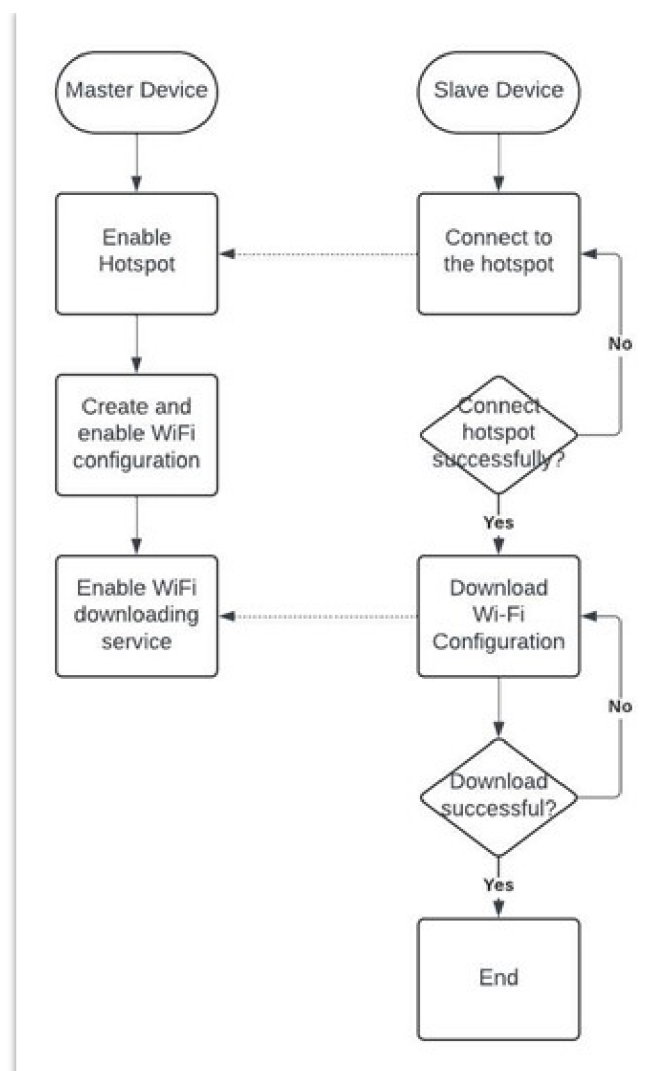 Master Device
Slave Device
Enable
Hotspot
Connect to
the hotspot
No
Create and
enable WiFi
configuration
Connect
hotspot
successfully?
Yes
Enable WiFi
downloading
service
Download
Wi-Fi
Configuration
No
Download
successful?
Yes
End